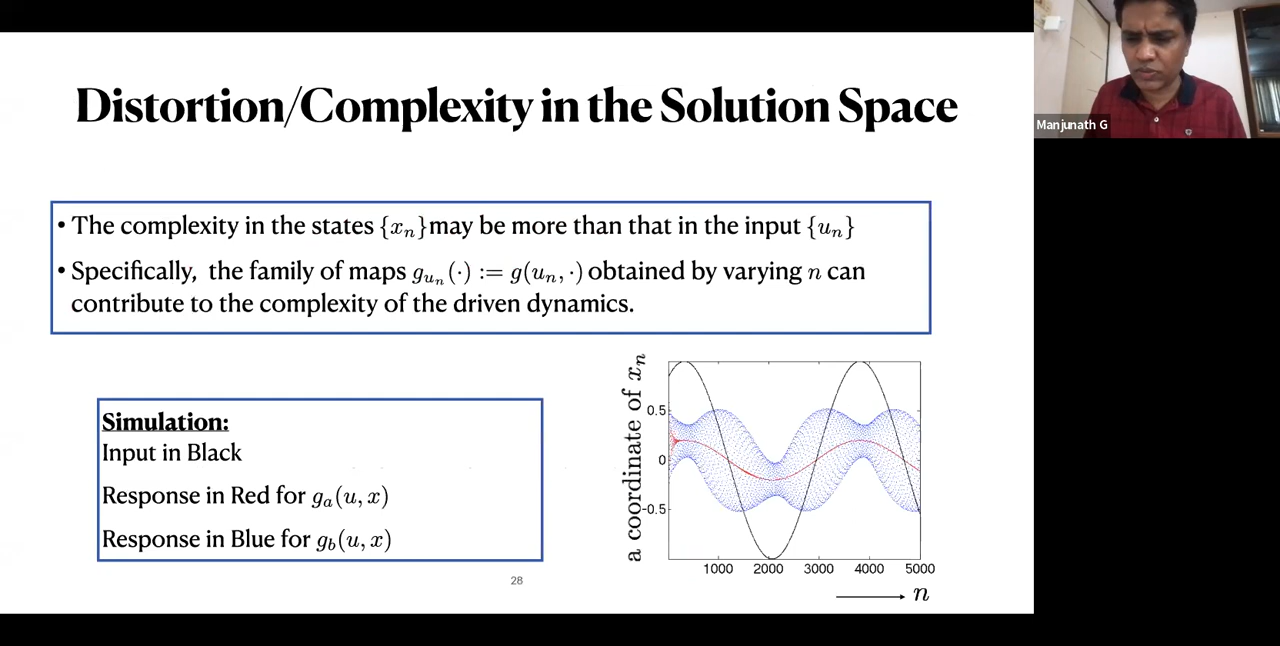 Distortion/Complexity in the Solution Space
• The complexity in the states {xₙ}may be more than that in the input {uₙ}
• Specifically, the family of maps g_{uₙ}(·) := g(uₙ, ·) obtained by varying n can
contribute to the complexity of the driven dynamics.
Simulation:
Input in Black
Response in Red for gₐ(u, x)
Response in Blue for g_b(u, x)
a coordinate of xₙ
0.5
0
-0.5
1000 2000 3000 4000 5000
n
28
Manjunath G